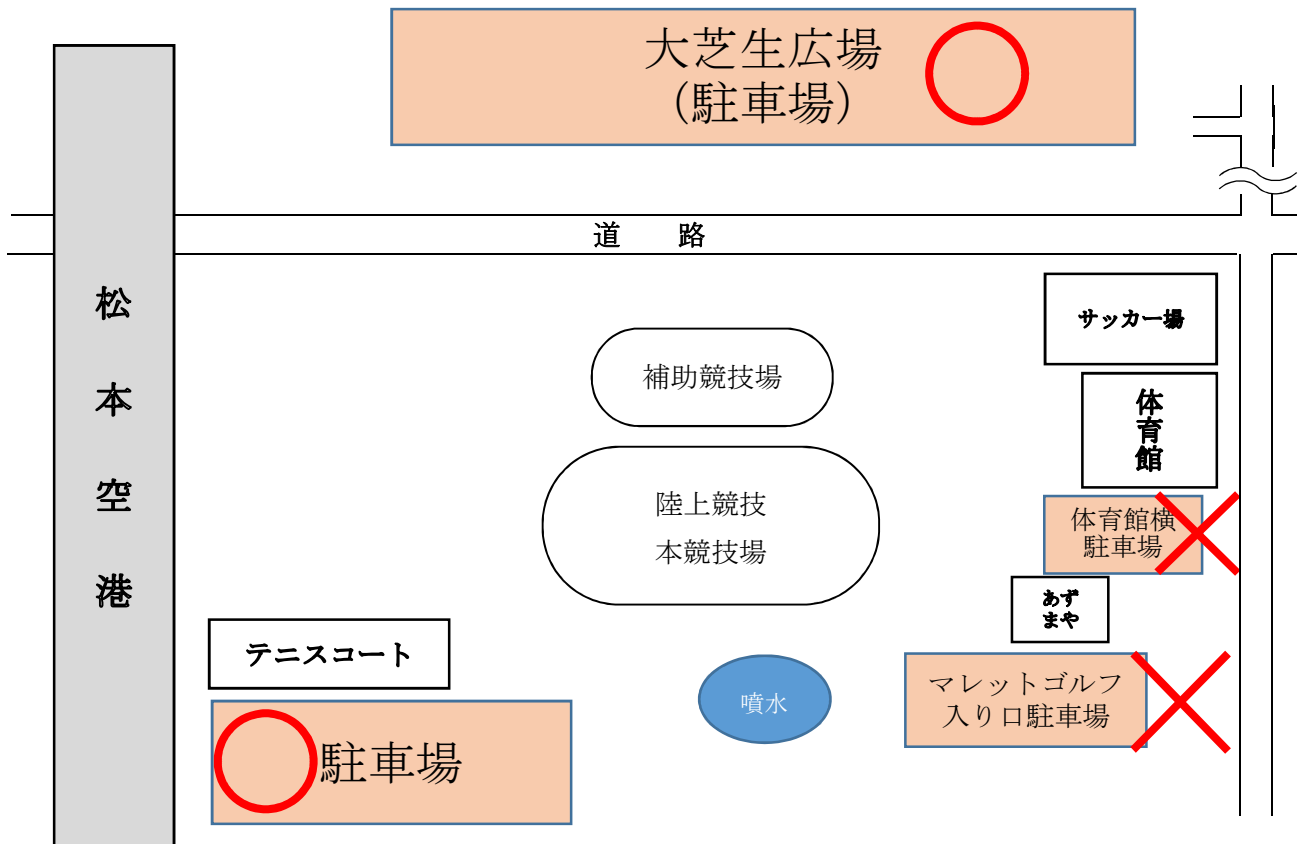 大芝生広場
（駐車場）
道　路
松本空港
サッカー場
補助競技場
体育館
陸上競技
本競技場
体育館横
駐車場
あず
まや
テニスコート
噴水
マレットゴルフ
入り口駐車場
駐車場